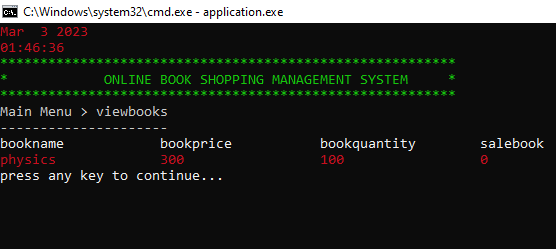 C:\Windows\system32\cmd.exe - application.exe
Mar  3 2023
01:46:36
*********************************************************
*            ONLINE BOOK SHOPPING MANAGEMENT SYSTEM     *
*********************************************************
Main Menu > viewbooks
---------------------
bookname            bookprice           bookquantity        salebook
physics             300                 100                 0
press any key to continue...